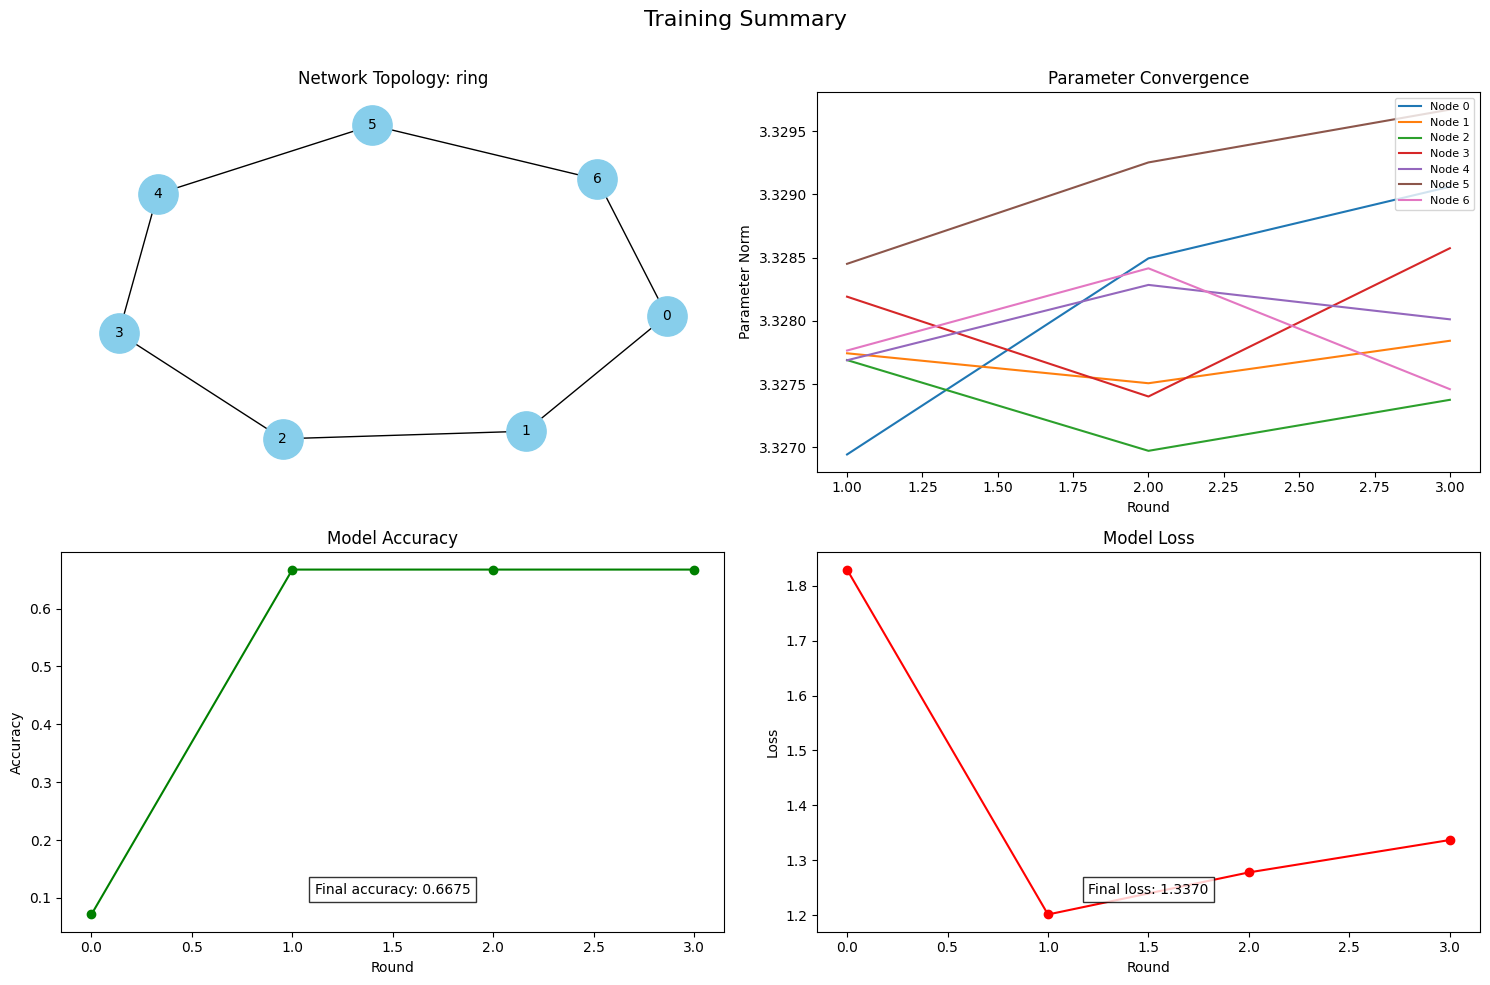 Training Summary
Network Topology: ring
5
6
4
0
3
1
2
Parameter Convergence
Node 0
Node 1
Node 2
Node 3
Node 4
Node 5
Node 6
3.3295
3.3290
3.3285
3.3280
3.3275
3.3270
Parameter Norm
1.00 1.25 1.50 1.75 2.00 2.25 2.50 2.75 3.00
Round
Model Accuracy
0.6
0.5
0.4
0.3
0.2
0.1
Accuracy
Final accuracy: 0.6675
0.0 0.5 1.0 1.5 2.0 2.5 3.0
Round
Model Loss
1.8
1.7
1.6
1.5
1.4
1.3
1.2
Loss
Final loss: 1.3370
0.0 0.5 1.0 1.5 2.0 2.5 3.0
Round